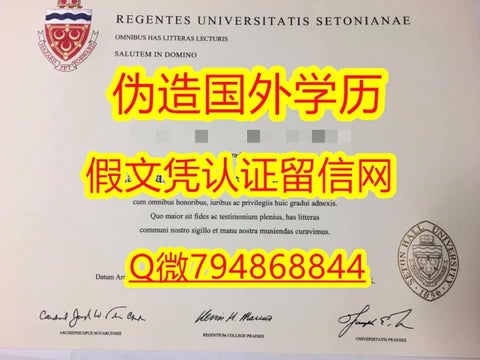 REGENTES UNIVERSITATIS SETONIANAE
OMNIBUS HAS LITTERAS LECTURIS
SALUTEM IN DOMINO
伪造国外学历
假文凭认证留信网
cum omnibus honoribus, iuribus ac privilegiis huic gradui adnexis.
Quo maior sit fides ac testimonium plenius, has litteras
communi nostro sigillo et manu nostra muniendas curavimus.
Q微794868844
Datum
SETON HALL UNIVERSITY
1856
ARCHIEPISCOPUS NOVARCENSIS
REGENTIUM COLLEGII PRAESES
UNIVERSITATIS PRAESES